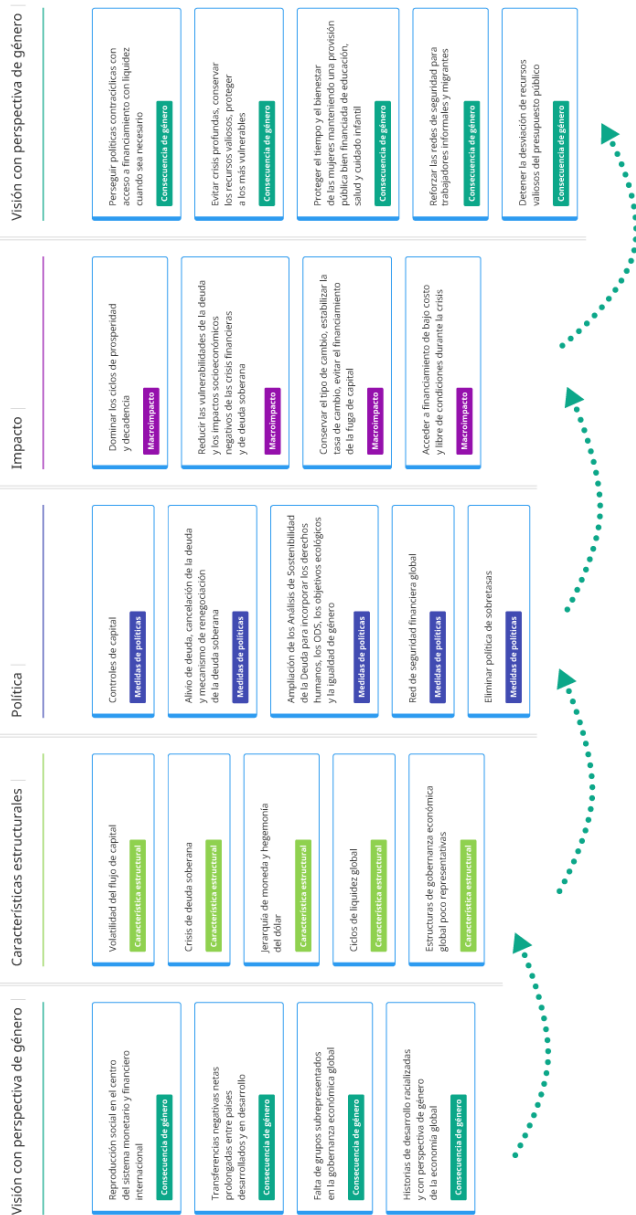 Visión con perspectiva de género
Reproducción social en el centro
del sistema monetario y financiero
internacional
Consecuencia de género
Transferencias negativas netas
prolongadas entre países
desarrollados y en desarrollo
Consecuencia de género
Falta de grupos subrepresentados
en la gobernanza económica global
Consecuencia de género
Historias de desarrollo racializadas
y con perspectiva de género
de la economía global
Consecuencia de género
Características estructurales
Volatilidad del flujo de capital
Característica estructural
Crisis de deuda soberana
Característica estructural
Jerarquía de moneda y hegemonía
del dólar
Característica estructural
Ciclos de liquidez global
Característica estructural
Estructuras de gobernanza económica
global poco representativas
Característica estructural
Política
Controles de capital
Medidas de políticas
Alivio de deuda, cancelación de la deuda
y mecanismo de renegociación
de la deuda soberana
Medidas de políticas
Ampliación de los Análisis de Sostenibilidad
de la Deuda para incorporar los derechos
humanos, los ODS, los objetivos ecológicos
y la igualdad de género
Medidas de políticas
Red de seguridad financiera global
Medidas de políticas
Eliminar política de sobretasas
Medidas de políticas
Impacto
Dominar los ciclos de prosperidad
y decadencia
Macroimpacto
Reducir las vulnerabilidades de la deuda
y los impactos socioeconómicos
negativos de las crisis financieras
y de deuda soberana
Macroimpacto
Conservar el tipo de cambio, estabilizar la
tasa de cambio, evitar el financiamiento
de la fuga de capital
Macroimpacto
Acceder a financiamiento de bajo costo
y libre de condiciones durante la crisis
Macroimpacto
Visión con perspectiva de género
Perseguir políticas contracíclicas con
acceso a financiamiento con liquidez
cuando sea necesario
Consecuencia de género
Evitar crisis profundas, conservar
los recursos valiosos, proteger
a los más vulnerables
Consecuencia de género
Proteger el tiempo y el bienestar
de las mujeres manteniendo una provisión
pública bien financiada de educación,
salud y cuidado infantil
Consecuencia de género
Reforzar las redes de seguridad para
trabajadores informales y migrantes
Consecuencia de género
Detener la desviación de recursos
valiosos del presupuesto público
Consecuencia de género